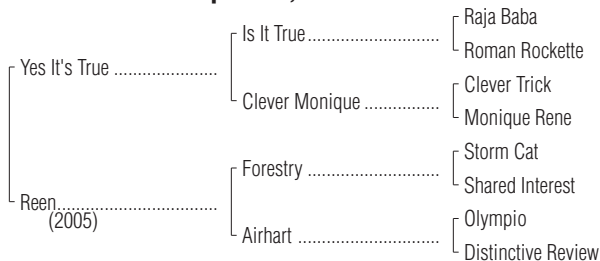 Raja Baba
Is It True
Roman Rockette
Yes It's True
Clever Trick
Clever Monique
Monique Rene
Storm Cat
Forestry
Shared Interest
Reen
(2005)
Olympio
Airhart
Distinctive Review